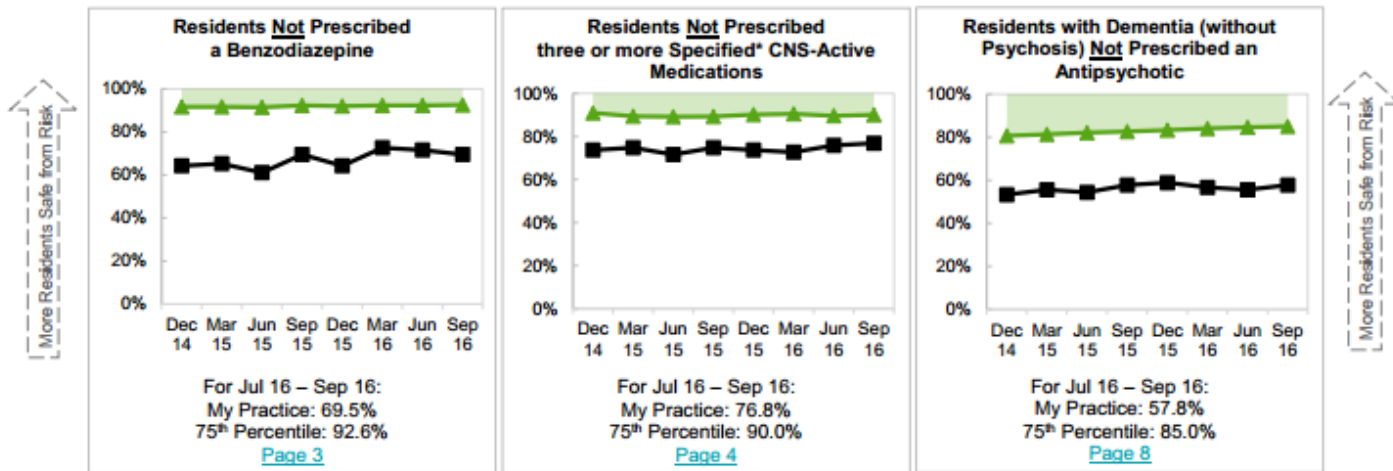 More Residents Safe from Risk
Residents Not Prescribed
a Benzodiazepine
100%
80%
60%
40%
20%
0%
Dec Mar Jun Sep Dec Mar Jun Sep
14 15 15 15 15 16 16 16
For Jul 16 – Sep 16:
My Practice: 69.5%
75th Percentile: 92.6%
Page 3
Residents Not Prescribed
three or more Specified* CNS-Active
Medications
100%
80%
60%
40%
20%
0%
Dec Mar Jun Sep Dec Mar Jun Sep
14 15 15 15 15 16 16 16
For Jul 16 – Sep 16:
My Practice: 76.8%
75th Percentile: 90.0%
Page 4
Residents with Dementia (without
Psychosis) Not Prescribed an
Antipsychotic
100%
80%
60%
40%
20%
0%
Dec Mar Jun Sep Dec Mar Jun Sep
14 15 15 15 15 16 16 16
For Jul 16 – Sep 16:
My Practice: 57.8%
75th Percentile: 85.0%
Page 8
More Residents Safe from Risk